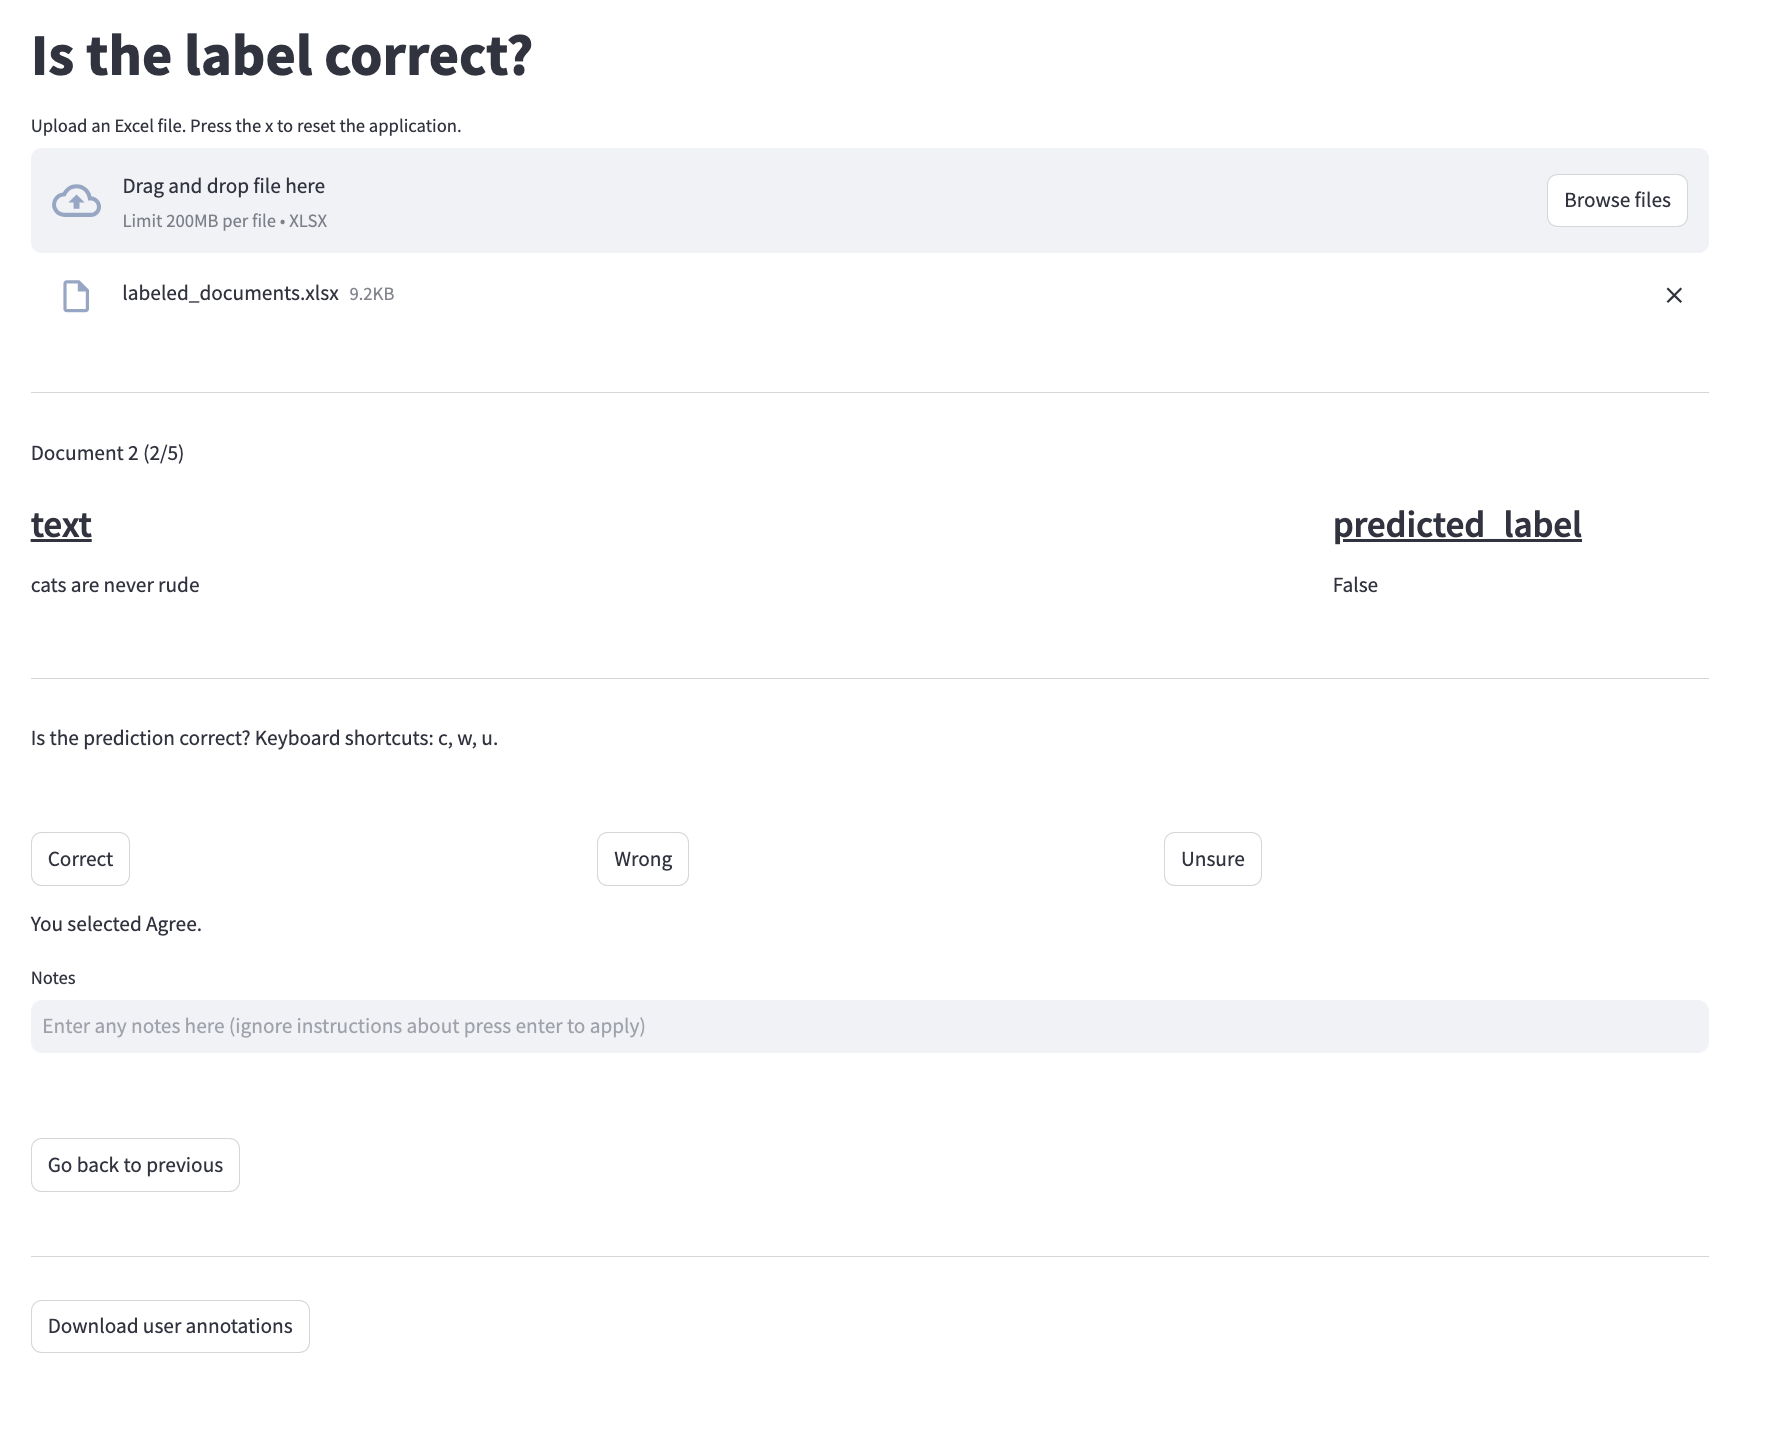 Is the label correct?
Upload an Excel file. Press the x to reset the application.
Drag and drop file here
Limit 200MB per file • XLSX
Browse files
labeled_documents.xlsx 9.2KB
Document 2 (2/5)
text
predicted_label
cats are never rude
False
Is the prediction correct? Keyboard shortcuts: c, w, u.
Correct
Wrong
Unsure
You selected Agree.
Notes
Enter any notes here (ignore instructions about press enter to apply)
Go back to previous
Download user annotations